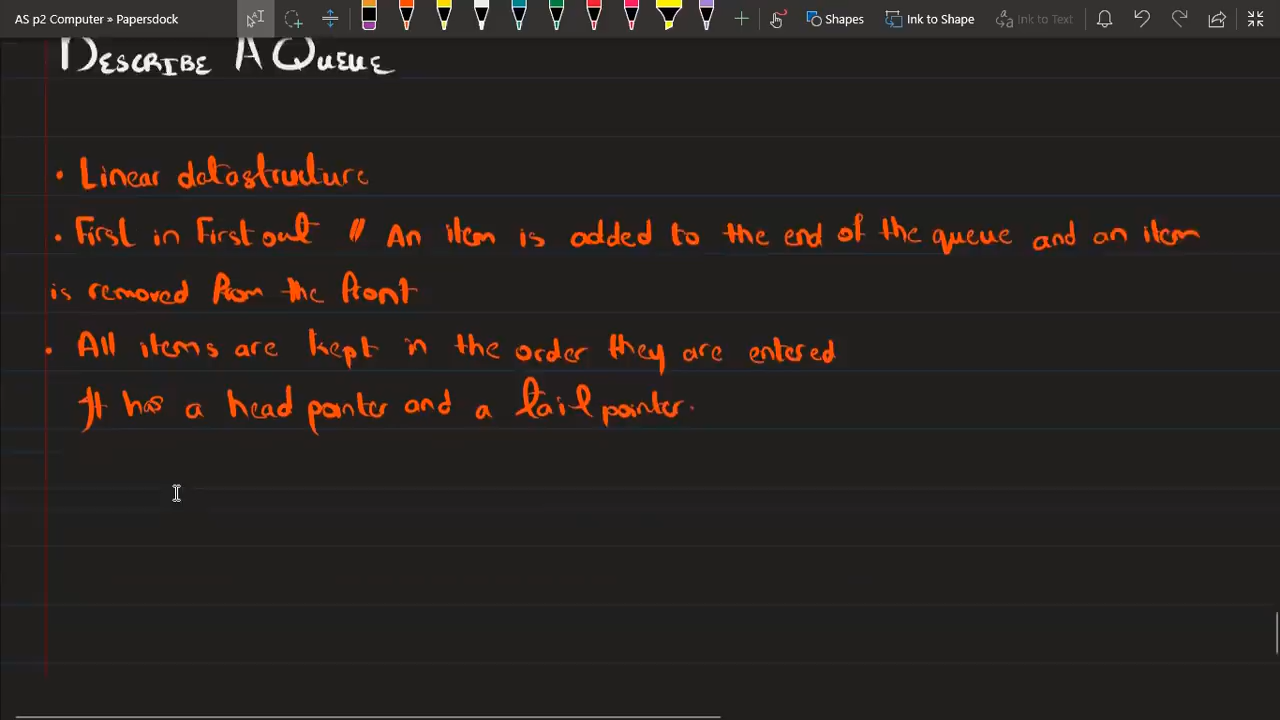 AS p2 Computer » Papersdock
Shapes
Ink to Shape
Ink to Text
DESCRIBE A QUEUE
• Linear datastructure
• First in First out // An item is added to the end of the queue and an item
is removed from the front
• All items are kept in the order they are entered
It has a head pointer and a tail pointer.